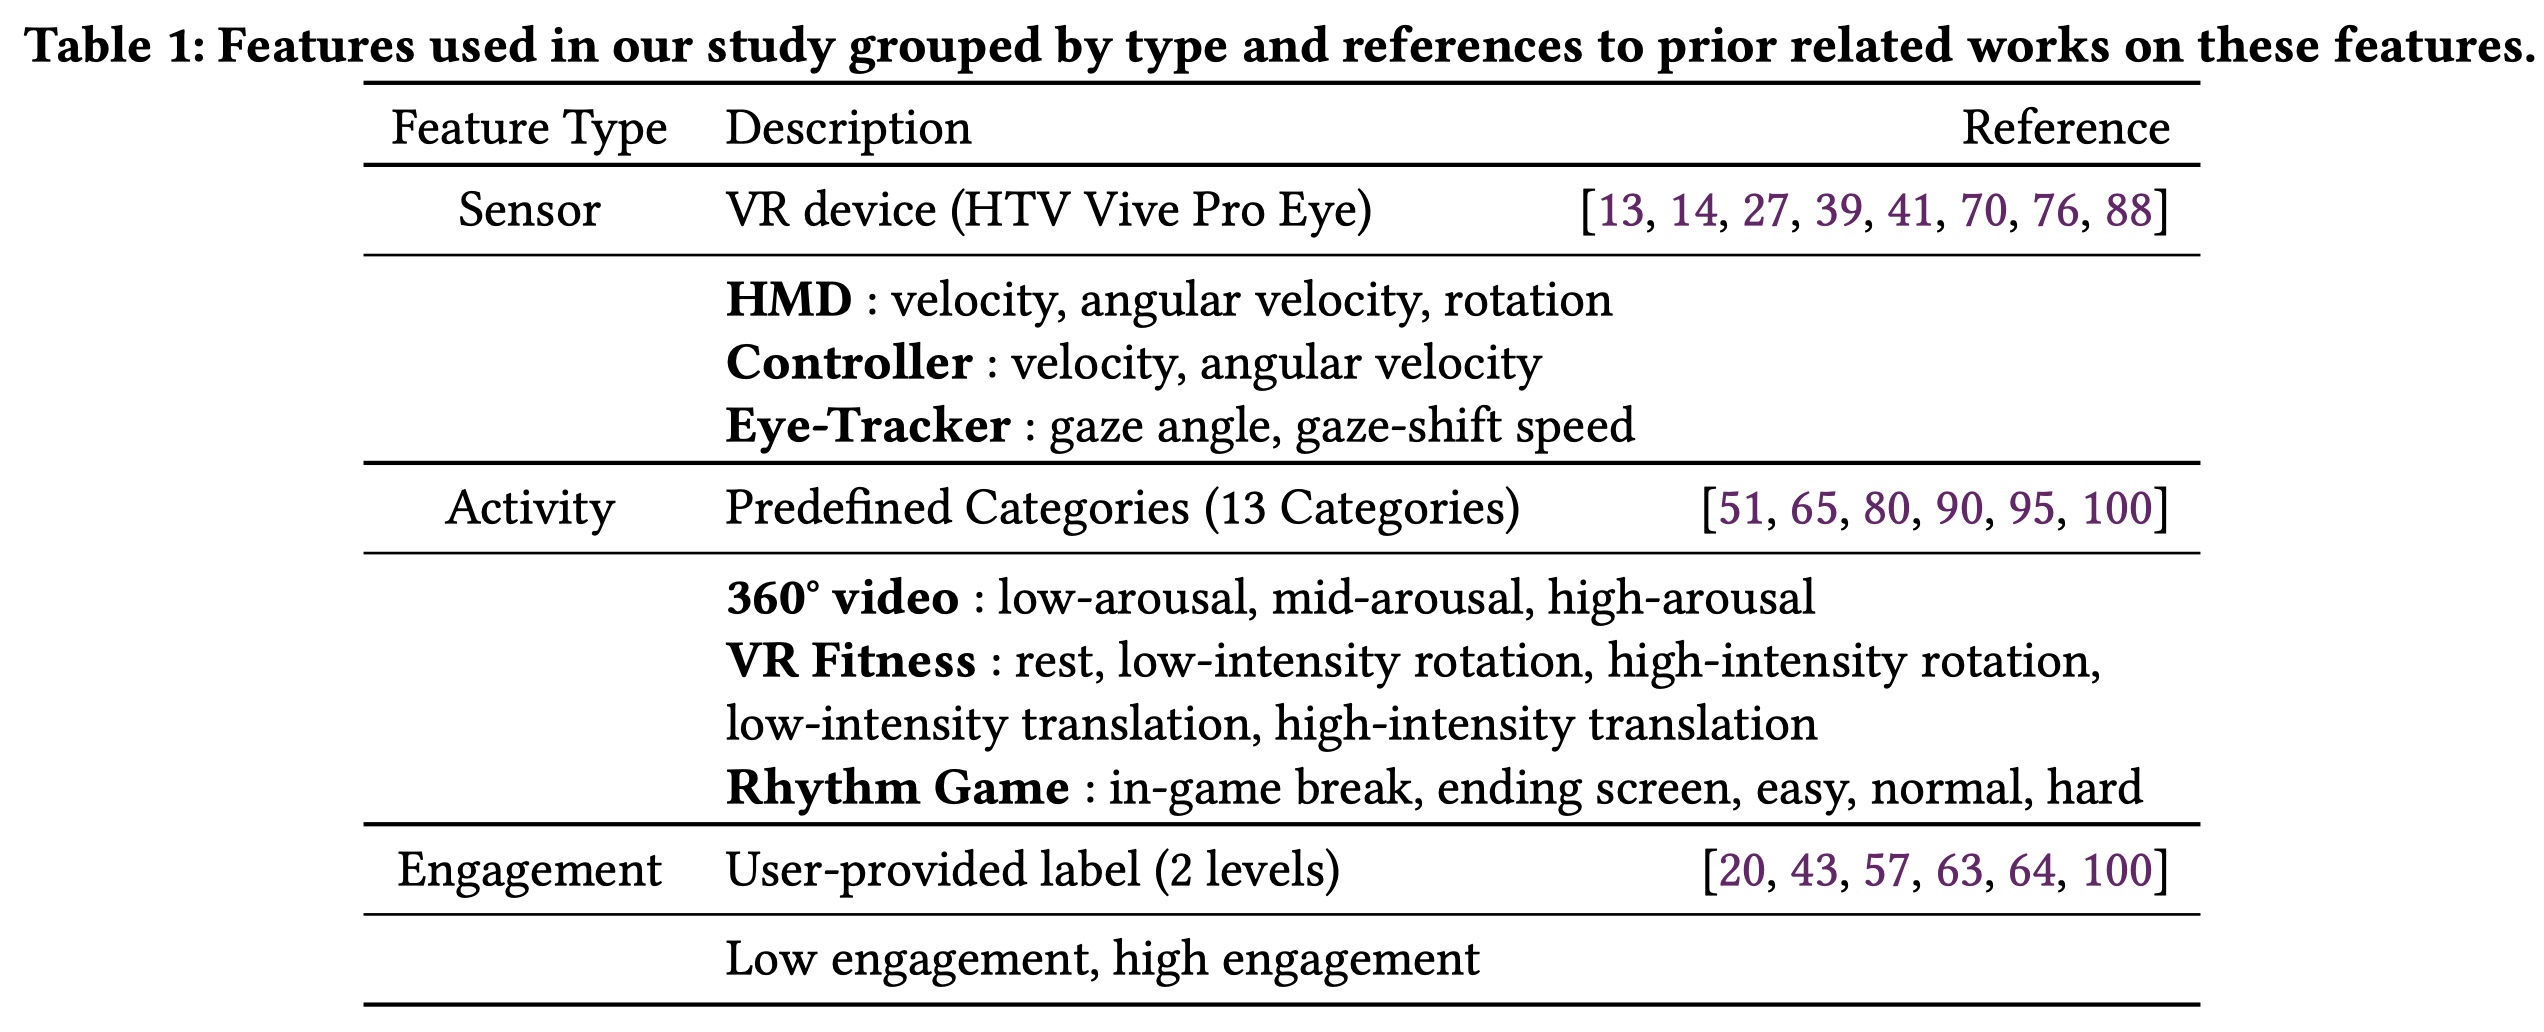 Table 1: Features used in our study grouped by type and references to prior related works on these features.
Feature Type Description Reference
Sensor VR device (HTV Vive Pro Eye) [13, 14, 27, 39, 41, 70, 76, 88]
HMD : velocity, angular velocity, rotation
Controller : velocity, angular velocity
Eye-Tracker : gaze angle, gaze-shift speed
Activity Predefined Categories (13 Categories) [51, 65, 80, 90, 95, 100]
360° video : low-arousal, mid-arousal, high-arousal
VR Fitness : rest, low-intensity rotation, high-intensity rotation,
low-intensity translation, high-intensity translation
Rhythm Game : in-game break, ending screen, easy, normal, hard
Engagement User-provided label (2 levels) [20, 43, 57, 63, 64, 100]
Low engagement, high engagement